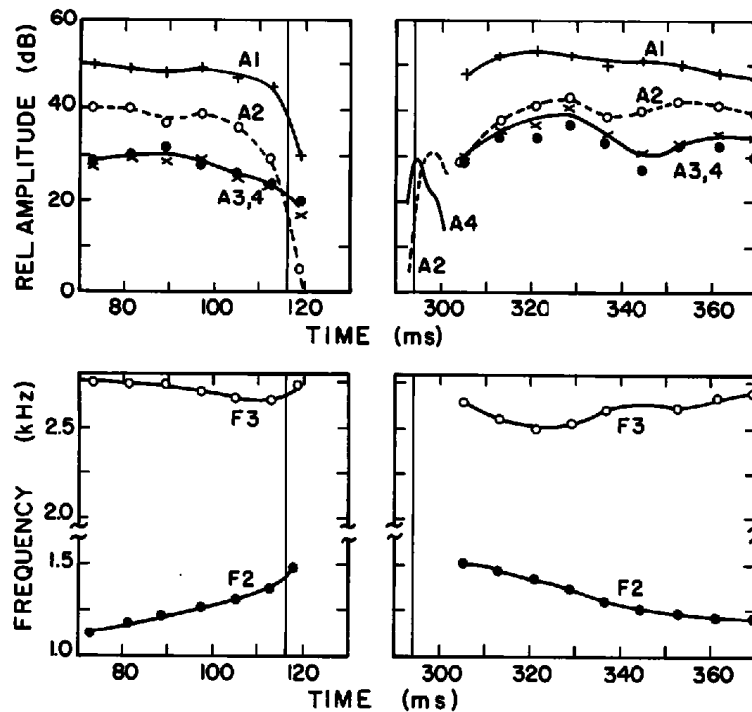 REL AMPLITUDE (dB)
60
40
20
0
A1
A2
A3,4
80 100 120
A1
A2
A3,4
A4
A2
300 320 340 360
TIME (ms)
FREQUENCY (kHz)
2.5
2.0
1.5
1.0
F3
F2
80 100 120
F3
F2
300 320 340 360
TIME (ms)